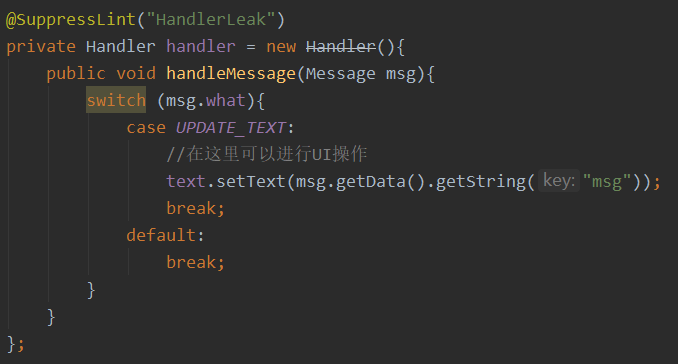 @SuppressLint("HandlerLeak")
private Handler handler = new Handler(){
    public void handleMessage(Message msg){
        switch (msg.what){
            case UPDATE_TEXT:
                //在这里可以进行UI操作
                text.setText(msg.getData().getString( key: "msg"));
                break;
            default:
                break;
        }
    }
};